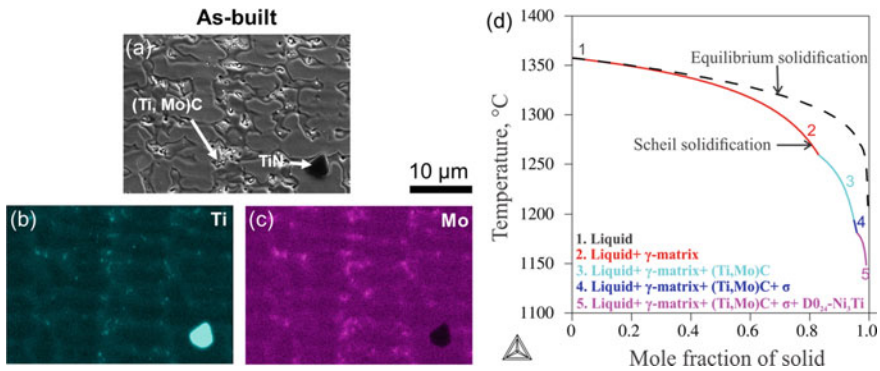 As-built
(a)
(Ti, Mo)C
TiN
10 µm
(b)
Ti
(c)
Mo
(d)
1400
1350
1300
1250
1200
1150
1100
Temperature, °C
1
Equilibrium solidification
2
Scheil solidification
3
4
5
1. Liquid
2. Liquid+ γ-matrix
3. Liquid+ γ-matrix+ (Ti,Mo)C
4. Liquid+ γ-matrix+ (Ti,Mo)C+ σ
5. Liquid+ γ-matrix+ (Ti,Mo)C+ σ+ D0₂₄-Ni₃Ti
0 0.2 0.4 0.6 0.8 1.0
Mole fraction of solid